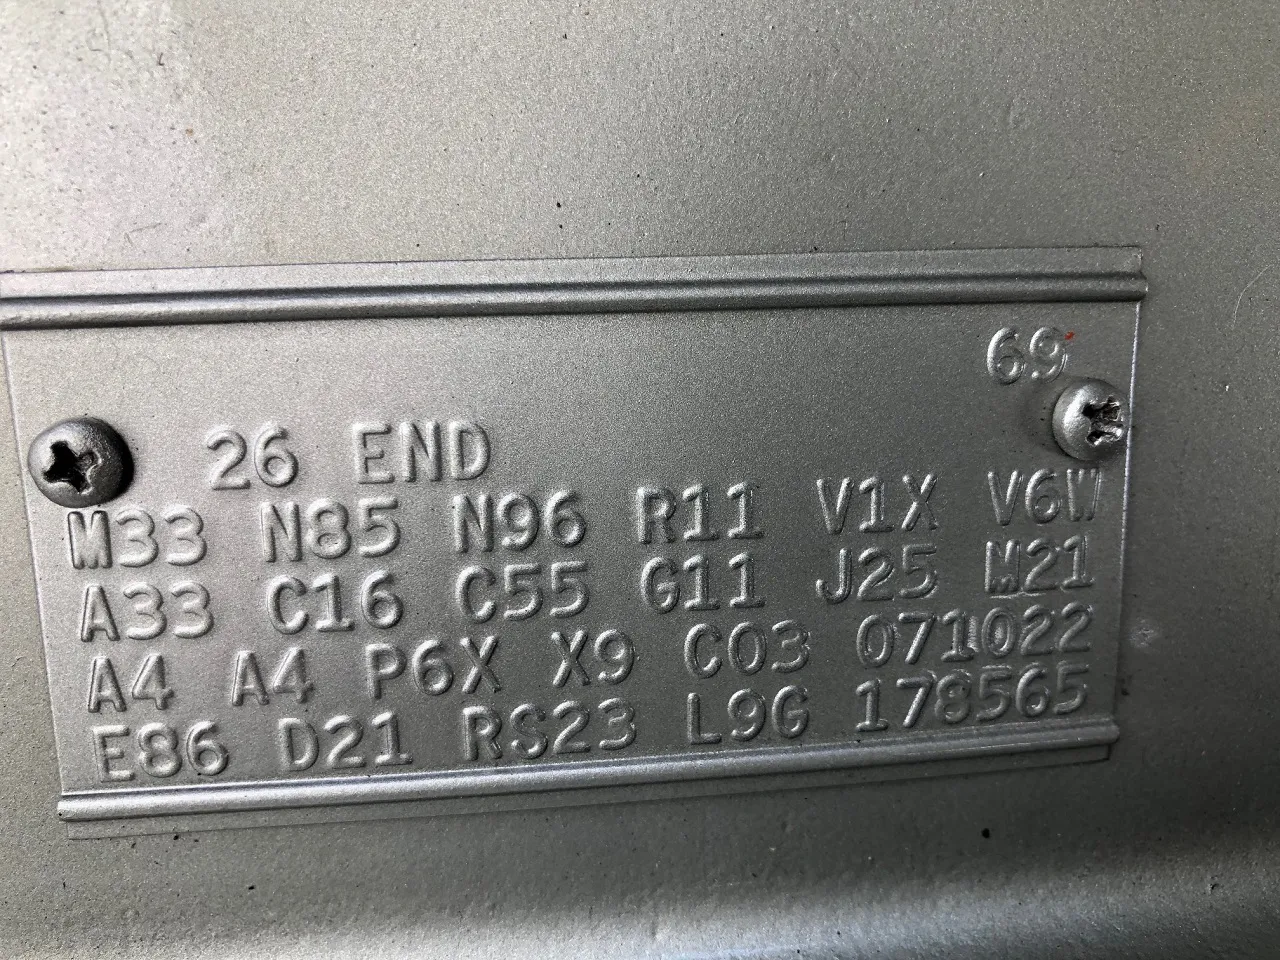 69
26 END
M33 N85 N96 R11 V1X V6W
A33 C16 C55 G11 J25 M21
A4 A4 P6X X9 C03 071022
E86 D21 RS23 L9G 178565